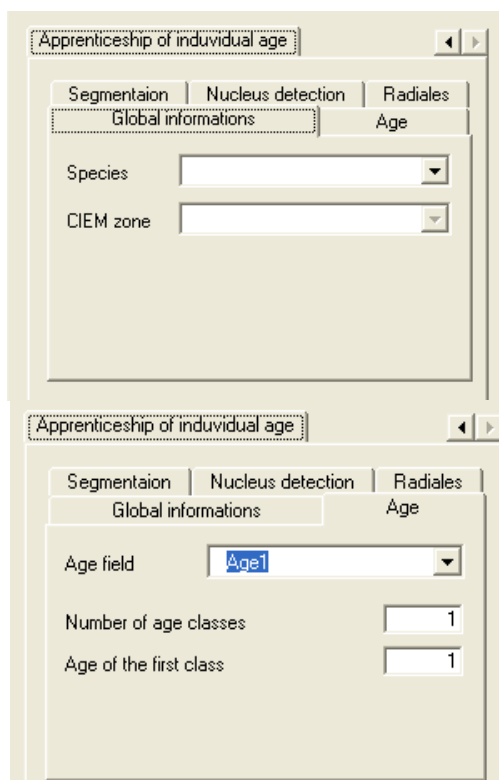 Apprenticeship of induvidual age
Segmentaion Nucleus detection Radiales
Global informations Age
Species
CIEM zone
Apprenticeship of induvidual age
Segmentaion Nucleus detection Radiales
Global informations Age
Age field Age1
Number of age classes 1
Age of the first class 1